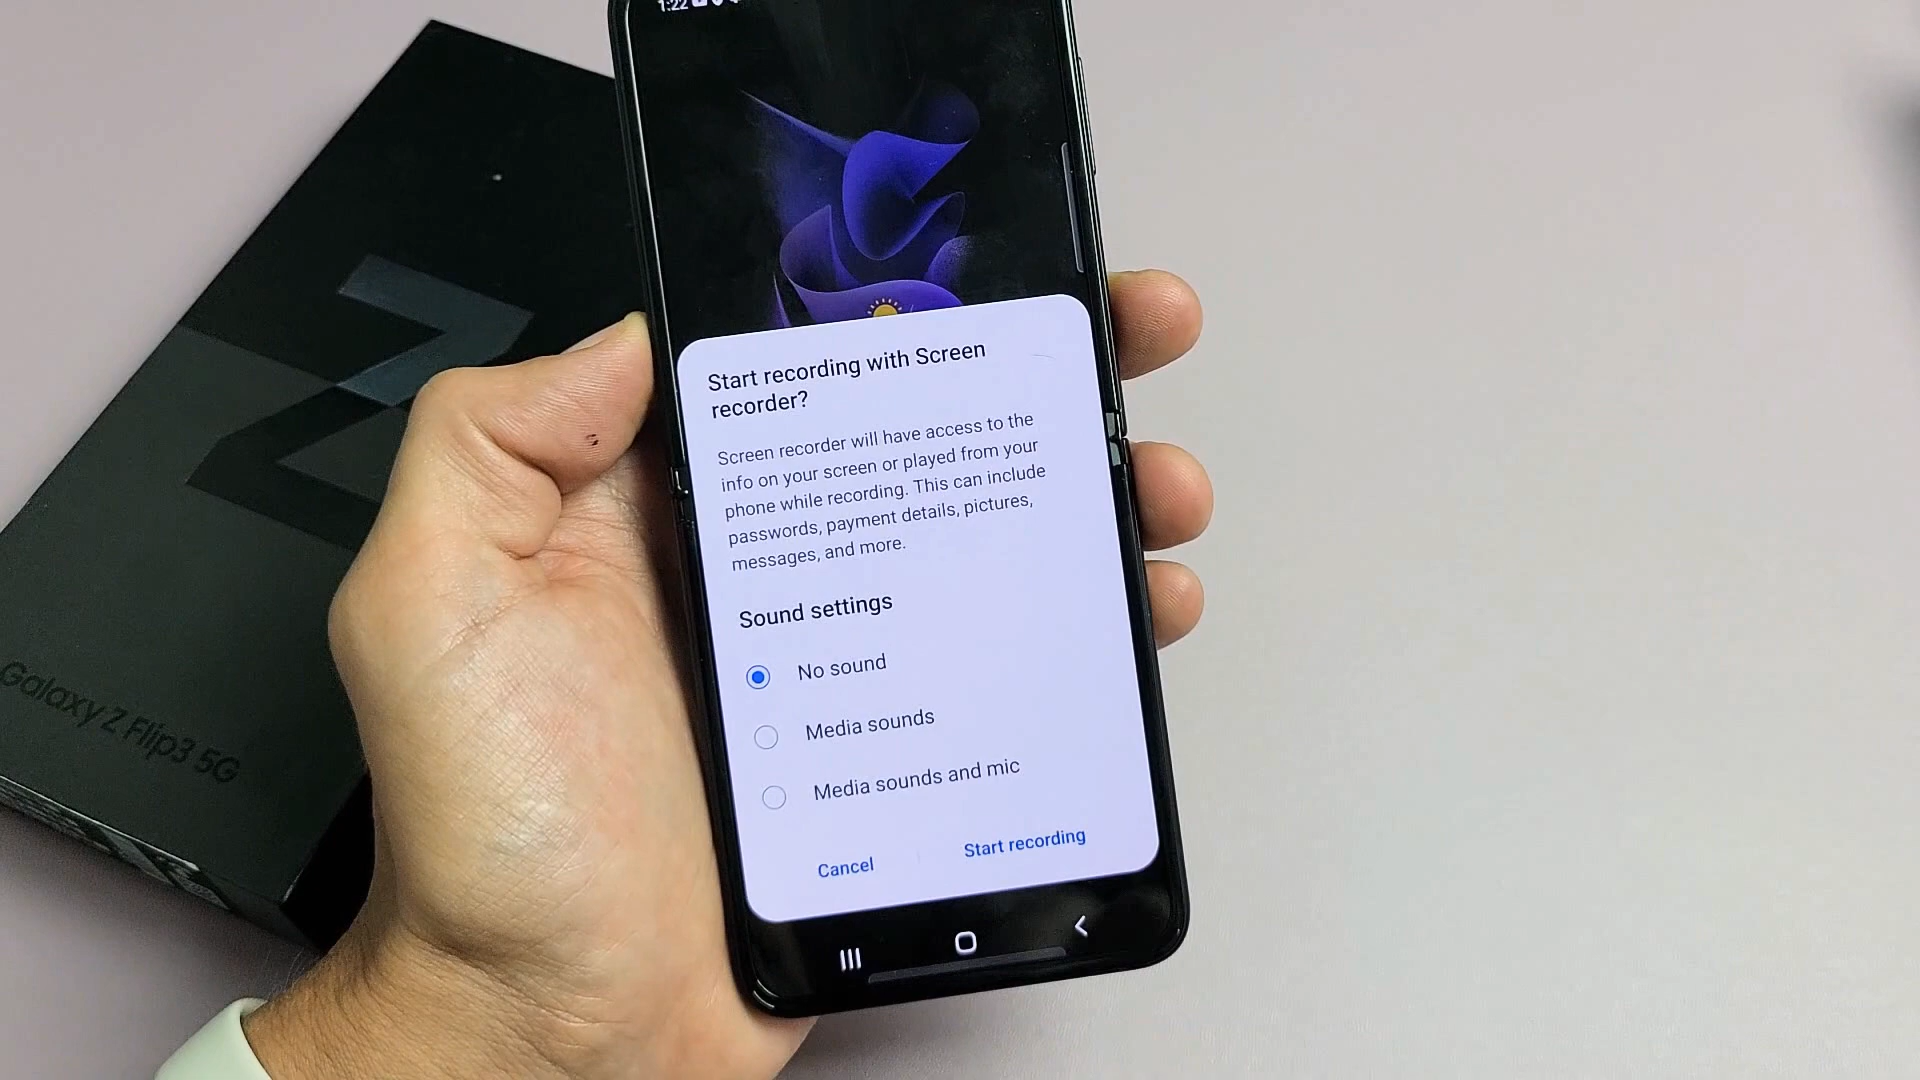 1:22
Start recording with Screen
recorder?
Screen recorder will have access to the
info on your screen or played from your
phone while recording. This can include
passwords, payment details, pictures,
messages, and more.
Sound settings
No sound
Media sounds
Media sounds and mic
Cancel
Start recording
Galaxy Z Flip3 5G